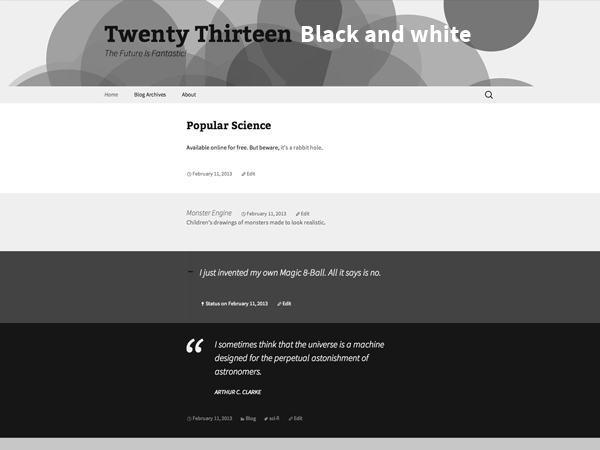 Twenty Thirteen Black and white
The Future Is Fantastic!
Home Blog Archives About
Popular Science
Available online for free. But beware, it's a rabbit hole.
February 11, 2013 Edit
Monster Engine February 11, 2013 Edit
Children's drawings of monsters made to look realistic.
I just invented my own Magic 8-Ball. All it says is no.
Status on February 11, 2013 Edit
I sometimes think that the universe is a machine
designed for the perpetual astonishment of
astronomers.
ARTHUR C. CLARKE
February 11, 2013 Blog sci-fi Edit